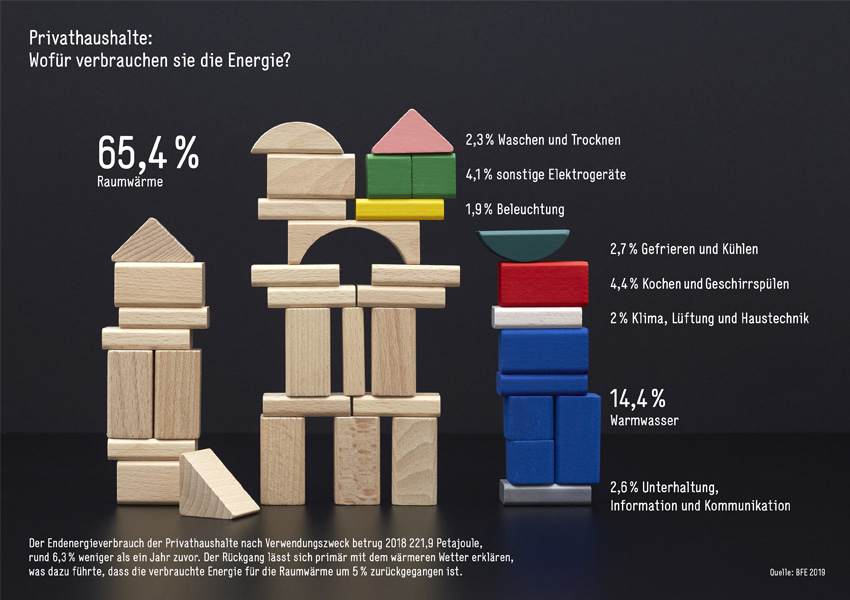 Privathaushalte:
Wofür verbrauchen sie die Energie?
65,4 %
Raumwärme
2,3 % Waschen und Trocknen
4,1 % sonstige Elektrogeräte
1,9 % Beleuchtung
2,7 % Gefrieren und Kühlen
4,4 % Kochen und Geschirrspülen
2 % Klima, Lüftung und Haustechnik
14,4 %
Warmwasser
2,6 % Unterhaltung,
Information und Kommunikation
Der Endenergieverbrauch der Privathaushalte nach Verwendungszweck betrug 2018 221,9 Petajoule,
rund 6,3 % weniger als ein Jahr zuvor. Der Rückgang lässt sich primär mit dem wärmeren Wetter erklären,
was dazu führte, dass die verbrauchte Energie für die Raumwärme um 5 % zurückgegangen ist.
Quelle: BFE 2019